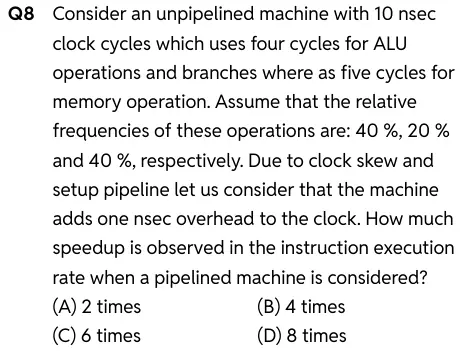 Q8 Consider an unpipelined machine with 10 nsec
clock cycles which uses four cycles for ALU
operations and branches where as five cycles for
memory operation. Assume that the relative
frequencies of these operations are: 40 %, 20 %
and 40 %, respectively. Due to clock skew and
setup pipeline let us consider that the machine
adds one nsec overhead to the clock. How much
speedup is observed in the instruction execution
rate when a pipelined machine is considered?
(A) 2 times (B) 4 times
(C) 6 times (D) 8 times